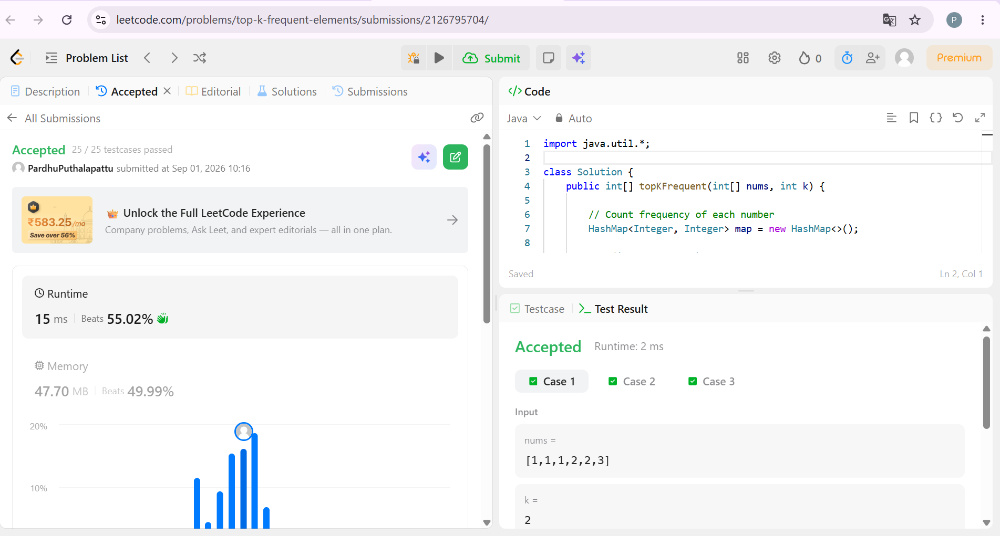 leetcode.com/problems/top-k-frequent-elements/submissions/2126795704/
P
Problem List
Submit
0
Premium
Description
Accepted
Editorial
Solutions
Submissions
All Submissions
Accepted 25 / 25 testcases passed
PardhuPuthalapattu submitted at Sep 01, 2026 10:16
₹583.25/mo
Save over 56%
Unlock the Full LeetCode Experience
Company problems, Ask Leet, and expert editorials — all in one plan.
Runtime
15 ms Beats 55.02%
Memory
47.70 MB Beats 49.99%
20%
10%
Code
Java Auto
1 import java.util.*;
2
3 class Solution {
4 public int[] topKFrequent(int[] nums, int k) {
5
6 // Count frequency of each number
7 HashMap<Integer, Integer> map = new HashMap<>();
8
Saved
Ln 2, Col 1
Testcase
Test Result
Accepted Runtime: 2 ms
Case 1 Case 2 Case 3
Input
nums =
[1,1,1,2,2,3]
k =
2